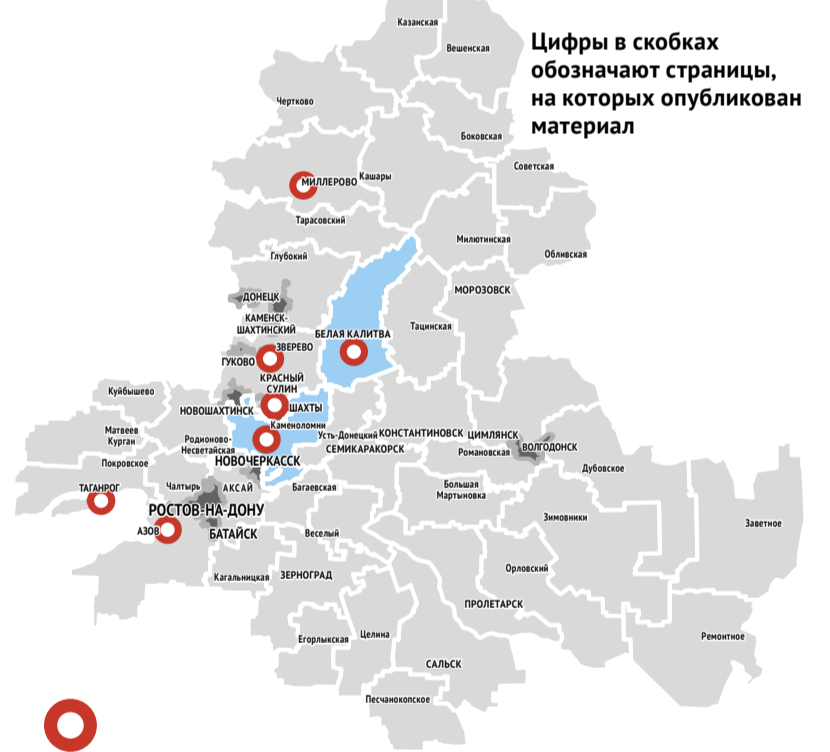 Казанская
Вешенская
Цифры в скобках
обозначают страницы,
на которых опубликован
материал
Чертково
Боковская
Советская
МИЛЛЕРОВО
Кашары
Тарасовский
Милютинская
Обливская
Глубокий
МОРОЗОВСК
ДОНЕЦК
КАМЕНСК-
ШАХТИНСКИЙ
Тацинская
БЕЛАЯ КАЛИТВА
ЗВЕРЕВО
ГУКОВО
КРАСНЫЙ
СУЛИН
Куйбышево
НОВОШАХТИНСК
ШАХТЫ
Каменоломни
Матвеев
Курган
Родионово-
Несветайская
Усть-Донецкий
КОНСТАНТИНОВСК
ЦИМЛЯНСК
СЕМИКАРАКОРСК
Романовская
ВОЛГОДОНСК
Покровское
НОВОЧЕРКАССК
Дубовское
ТАГАНРОГ
Чалтырь
АКСАЙ
Багаевская
Большая
Мартыновка
РОСТОВ-НА-ДОНУ
Зимовники
Заветное
АЗОВ
БАТАЙСК
Веселый
Кагальницкая
ЗЕРНОГРАД
Орловский
ПРОЛЕТАРСК
Егорлыкская
Целина
Ремонтное
САЛЬСК
Песчанокопское